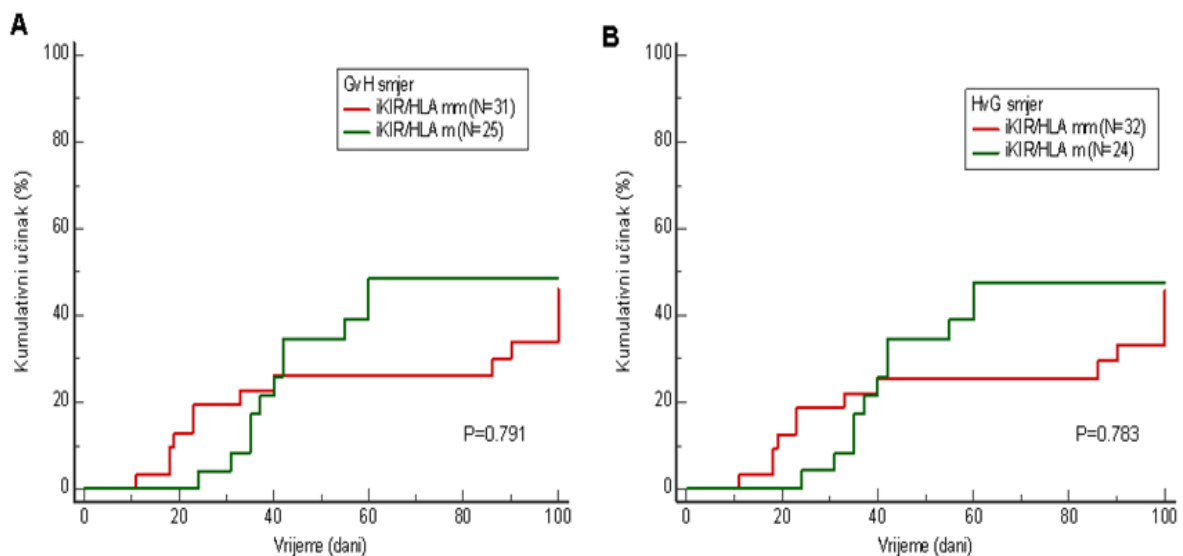 A
100
80
60
40
20
0
Kumulativni učinak (%)
GvH smjer
iKIR/HLA mm (N=31)
iKIR/HLA m (N=25)
P=0.791
0 20 40 60 80 100
Vrijeme (dani)
B
100
80
60
40
20
0
Kumulativni učinak (%)
HvG smjer
iKIR/HLA mm (N=32)
iKIR/HLA m (N=24)
P=0.783
0 20 40 60 80 100
Vrijeme (dani)